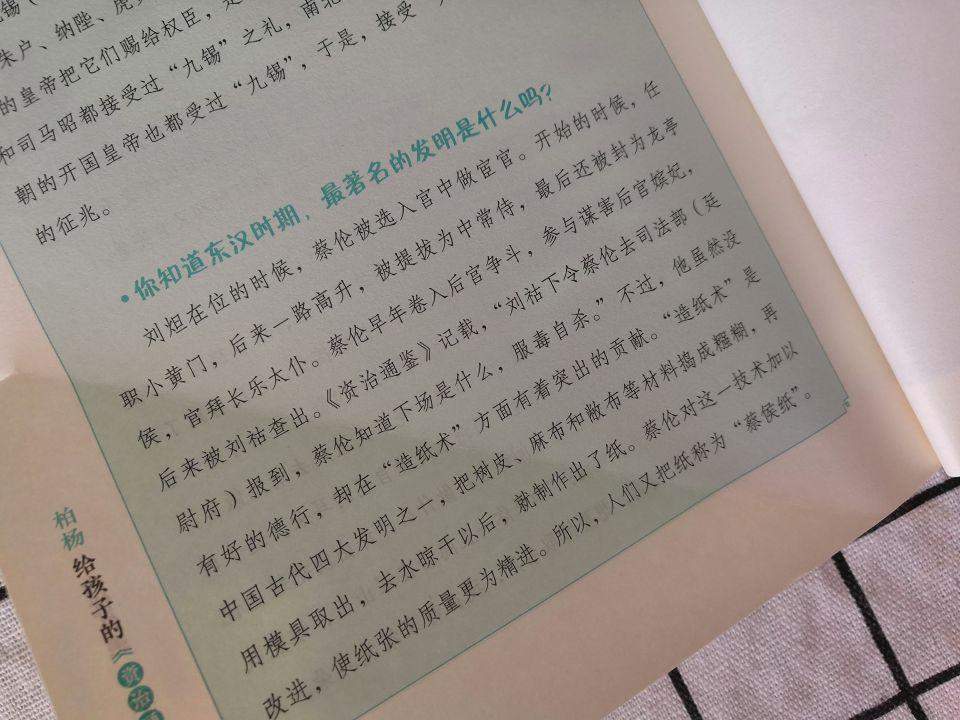 锡（
朱户、纳陛、虎
的皇帝把它们赐给权臣，是
和司马昭都接受过“九锡”之礼，南北
朝的开国皇帝也都受过“九锡”，于是，接受“
的征兆。
•你知道东汉时期，最著名的发明是什么吗？
刘炟在位的时候，蔡伦被选入宫中做宦官。开始的时候，任
职小黄门，后来一路高升，被提拔为中常侍，最后还被封为龙亭
侯，官拜长乐太仆。蔡伦早年卷入后宫争斗，参与谋害后宫嫔妃，
后来被刘祜查出。《资治通鉴》记载，“刘祜下令蔡伦去司法部（廷
尉府）报到，蔡伦知道下场是什么，服毒自杀。”不过，他虽然没
有好的德行，却在“造纸术”方面有着突出的贡献。“造纸术”是
中国古代四大发明之一，把树皮、麻布和敝布等材料捣成糨糊，再
用模具取出，去水晾干以后，就制作出了纸。蔡伦对这一技术加以
改进，使纸张的质量更为精进。所以，人们又把纸称为“蔡侯纸”。
柏杨给孩子的《资治